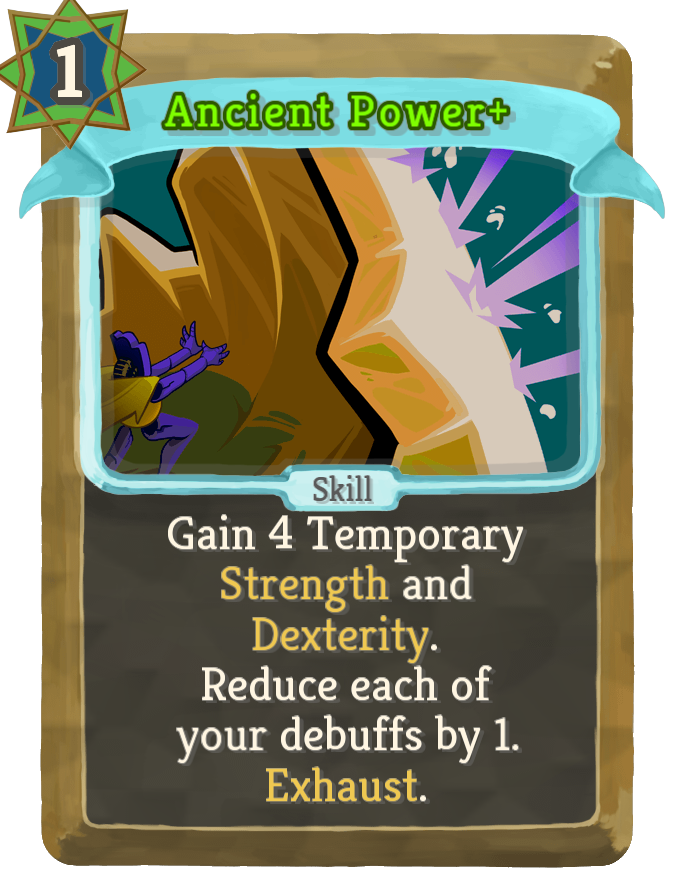 1
Ancient Power+
Skill
Gain 4 Temporary
Strength and
Dexterity.
Reduce each of
your debuffs by 1.
Exhaust.